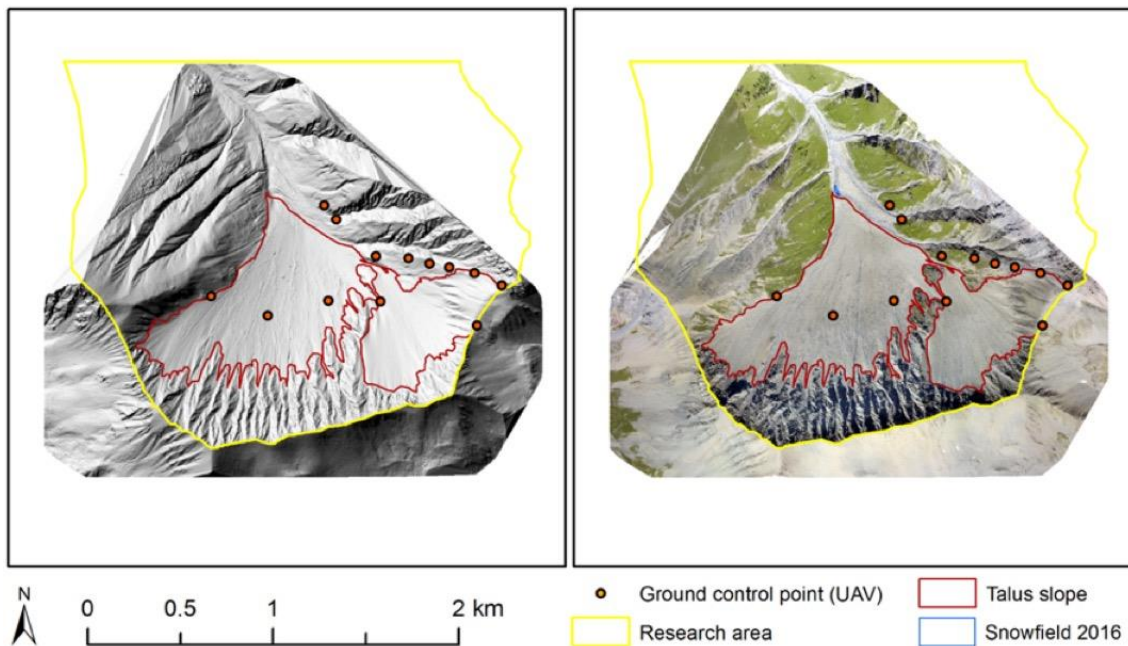 N
0 0.5 1 2 km
Ground control point (UAV)
Talus slope
Research area
Snowfield 2016